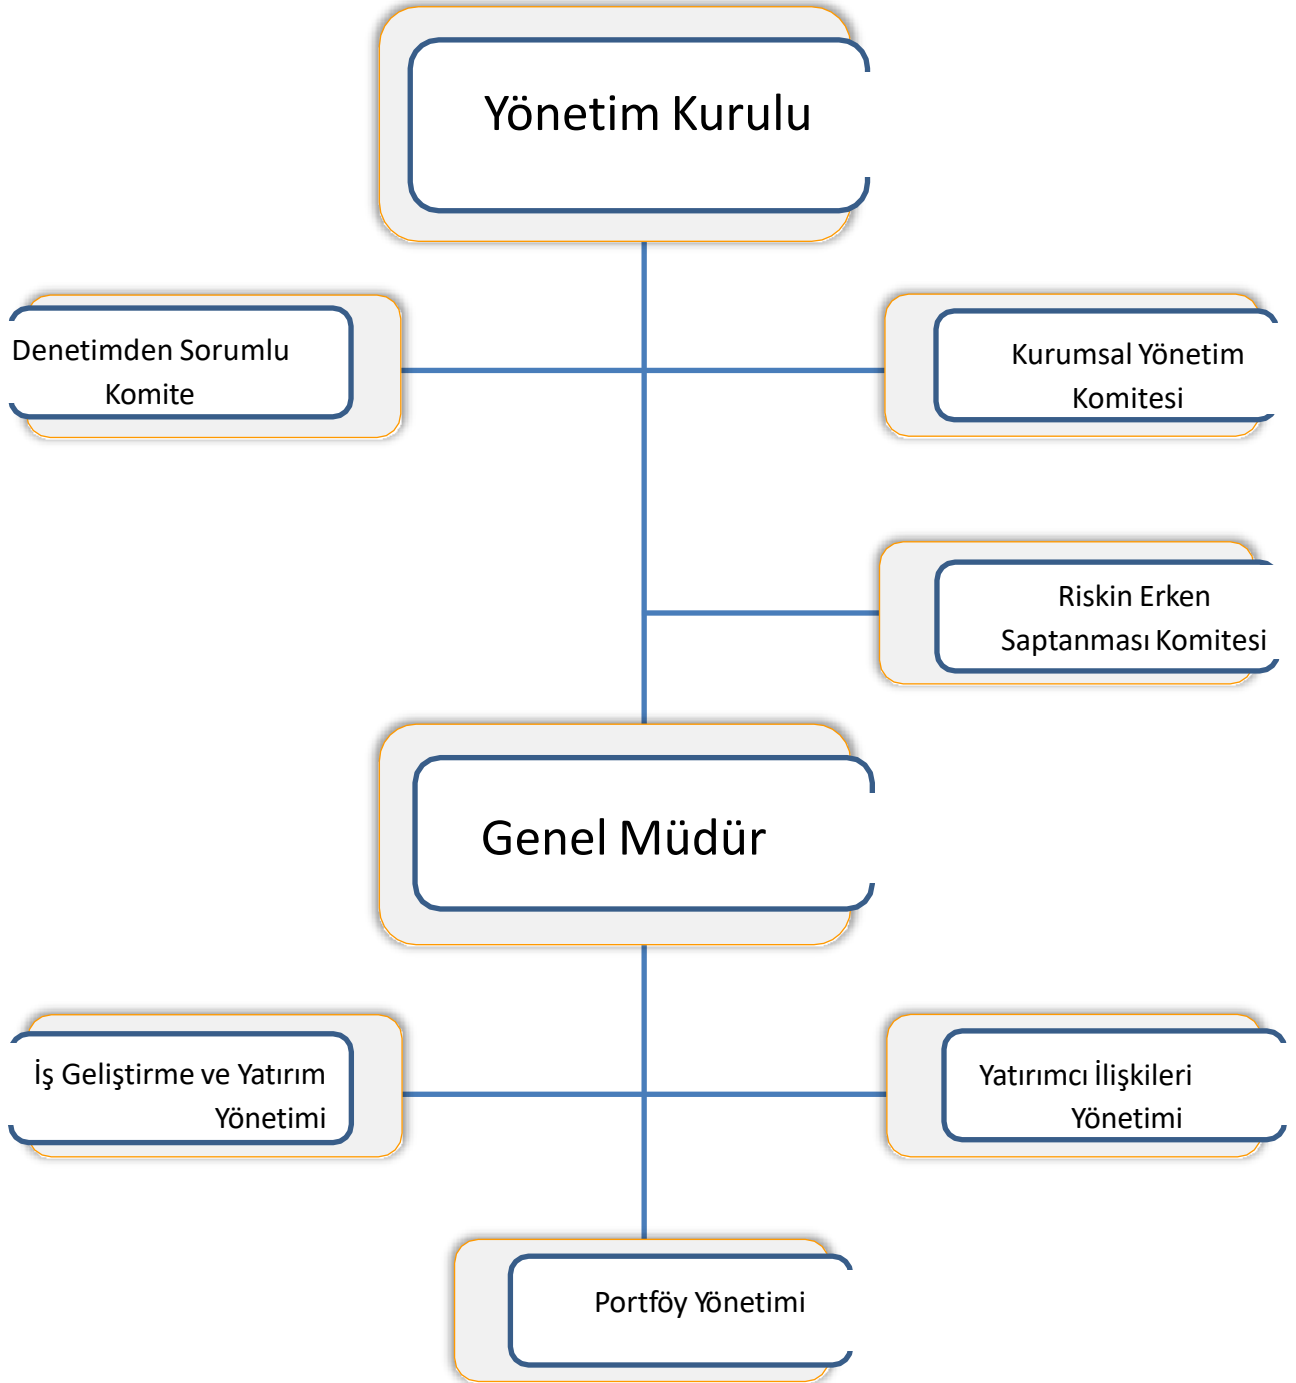 Yönetim Kurulu
Denetimden Sorumlu
Komite
Kurumsal Yönetim
Komitesi
Riskin Erken
Saptanması Komitesi
Genel Müdür
İş Geliştirme ve Yatırım
Yönetimi
Yatırımcı İlişkileri
Yönetimi
Portföy Yönetimi